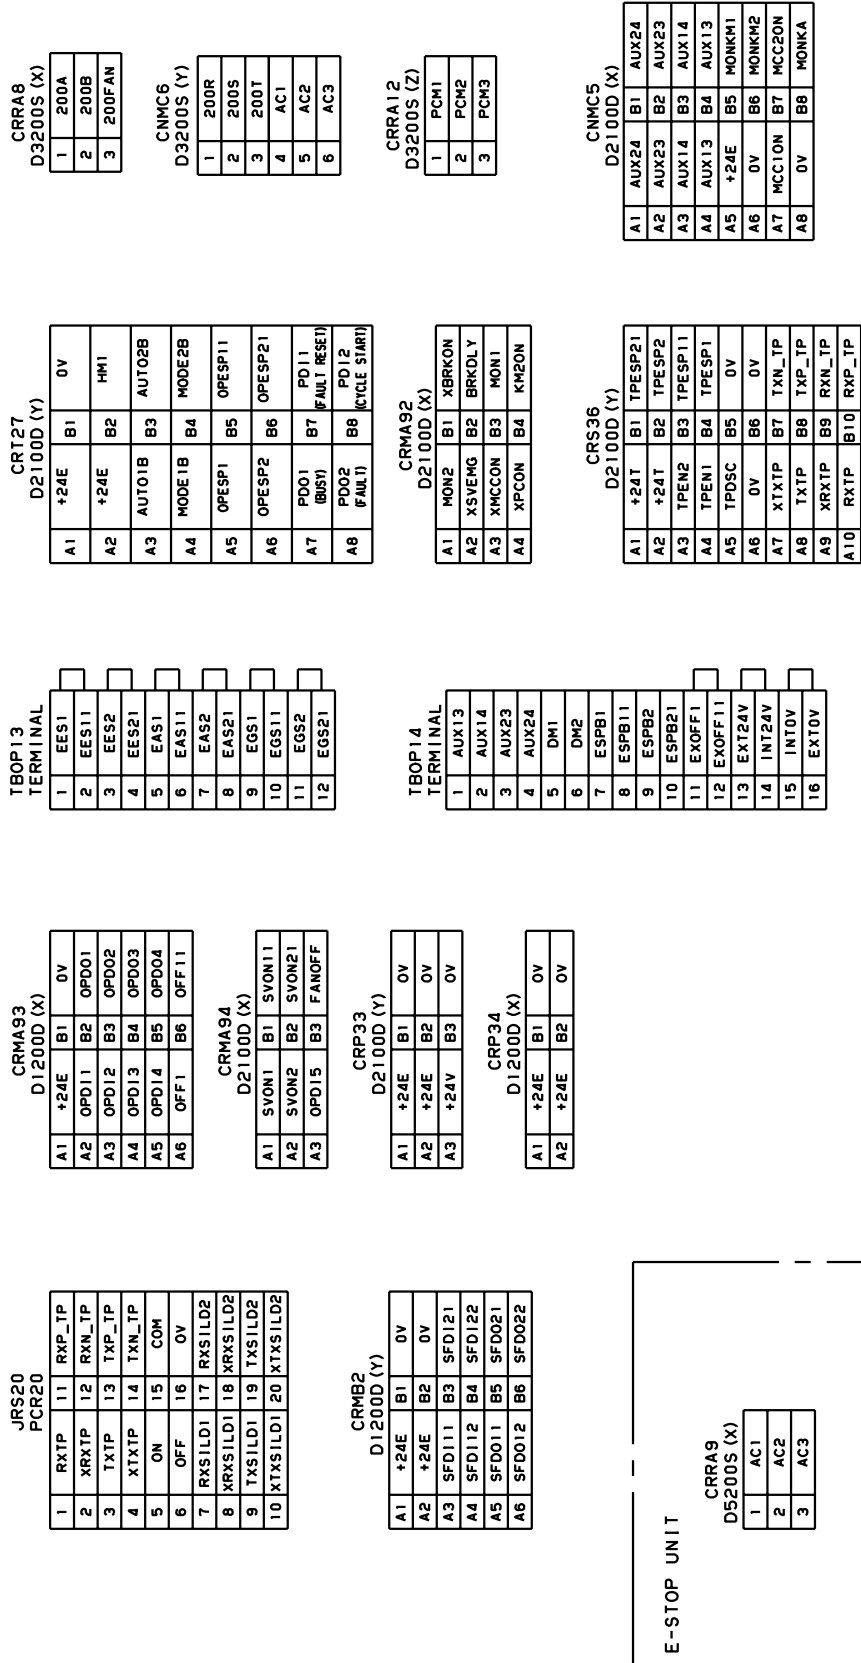 JRS20
PCR20
1 RXTP 11 RXP_TP
2 XRXTP 12 RXN_TP
3 TXTP 13 TXP_TP
4 XTXTP 14 TXN_TP
5 ON 15 COM
6 OFF 16 0V
7 RXSILD1 17 RXSILD2
8 XRXSILD1 18 XRXSILD2
9 TXSILD1 19 TXSILD2
10 XTXSILD1 20 XTXSILD2
CRMB2
D1200D (Y)
A1 +24E B1 0V
A2 +24E B2 0V
A3 SFDI11 B3 SFDI21
A4 SFDI12 B4 SFDI22
A5 SFDO11 B5 SFDO21
A6 SFDO12 B6 SFDO22
E-STOP UNIT
CRRA9
D5200S (X)
1 AC1
2 AC2
3 AC3
CRMA93
D1200D (X)
A1 +24E B1 0V
A2 OPDI1 B2 OPDO1
A3 OPDI2 B3 OPDO2
A4 OPDI3 B4 OPDO3
A5 OPDI4 B5 OPDO4
A6 OFF1 B6 OFF11
CRMA94
D2100D (X)
A1 SVON1 B1 SVON11
A2 SVON2 B2 SVON21
A3 OPDI5 B3 FANOFF
CRP33
D2100D (Y)
A1 +24E B1 0V
A2 +24E B2 0V
A3 +24V B3 0V
CRP34
D1200D (X)
A1 +24E B1 0V
A2 +24E B2 0V
TBOP13
TERMINAL
1 EES1
2 EES11
3 EES2
4 EES21
5 EAS1
6 EAS11
7 EAS2
8 EAS21
9 EGS1
10 EGS11
11 EGS2
12 EGS21
TBOP14
TERMINAL
1 AUX13
2 AUX14
3 AUX23
4 AUX24
5 DM1
6 DM2
7 ESPB1
8 ESPB11
9 ESPB2
10 ESPB21
11 EXOFF1
12 EXOFF11
13 EXT24V
14 INT24V
15 INT0V
16 EXT0V
CRT27
D2100D (Y)
A1 +24E B1 0V
A2 +24E B2 HM1
A3 AUTO1B B3 AUTO2B
A4 MODE1B B4 MODE2B
A5 OPESP1 B5 OPESP11
A6 OPESP2 B6 OPESP21
A7 PDO1 (BUSY) B7 PDI1 (FAULT RESET)
A8 PDO2 (FAULT) B8 PDI2 (CYCLE START)
CRMA92
D2100D (X)
A1 MON2 B1 XBRKON
A2 XSVEMG B2 BRKDLY
A3 XMCCON B3 MON1
A4 XPCON B4 KM2ON
CRS36
D2100D (Y)
A1 +24T B1 TPESP21
A2 +24T B2 TPESP2
A3 TPEN2 B3 TPESP11
A4 TPEN1 B4 TPESP1
A5 TPDSC B5 0V
A6 0V B6 0V
A7 XTXTP B7 TXN_TP
A8 TXTP B8 TXP_TP
A9 XRXTP B9 RXN_TP
A10 RXTP B10 RXP_TP
CRRA8
D3200S (X)
1 200A
2 200B
3 200FAN
CNMC6
D3200S (Y)
1 200R
2 200S
3 200T
4 AC1
5 AC2
6 AC3
CRRA12
D3200S (Z)
1 PCM1
2 PCM2
3 PCM3
CNMC5
D2100D (X)
A1 AUX24 B1 AUX24
A2 AUX23 B2 AUX23
A3 AUX14 B3 AUX14
A4 AUX13 B4 AUX13
A5 +24E B5 MONKM1
A6 0V B6 MONKM2
A7 MCC1ON B7 MCC2ON
A8 0V B8 MONKA